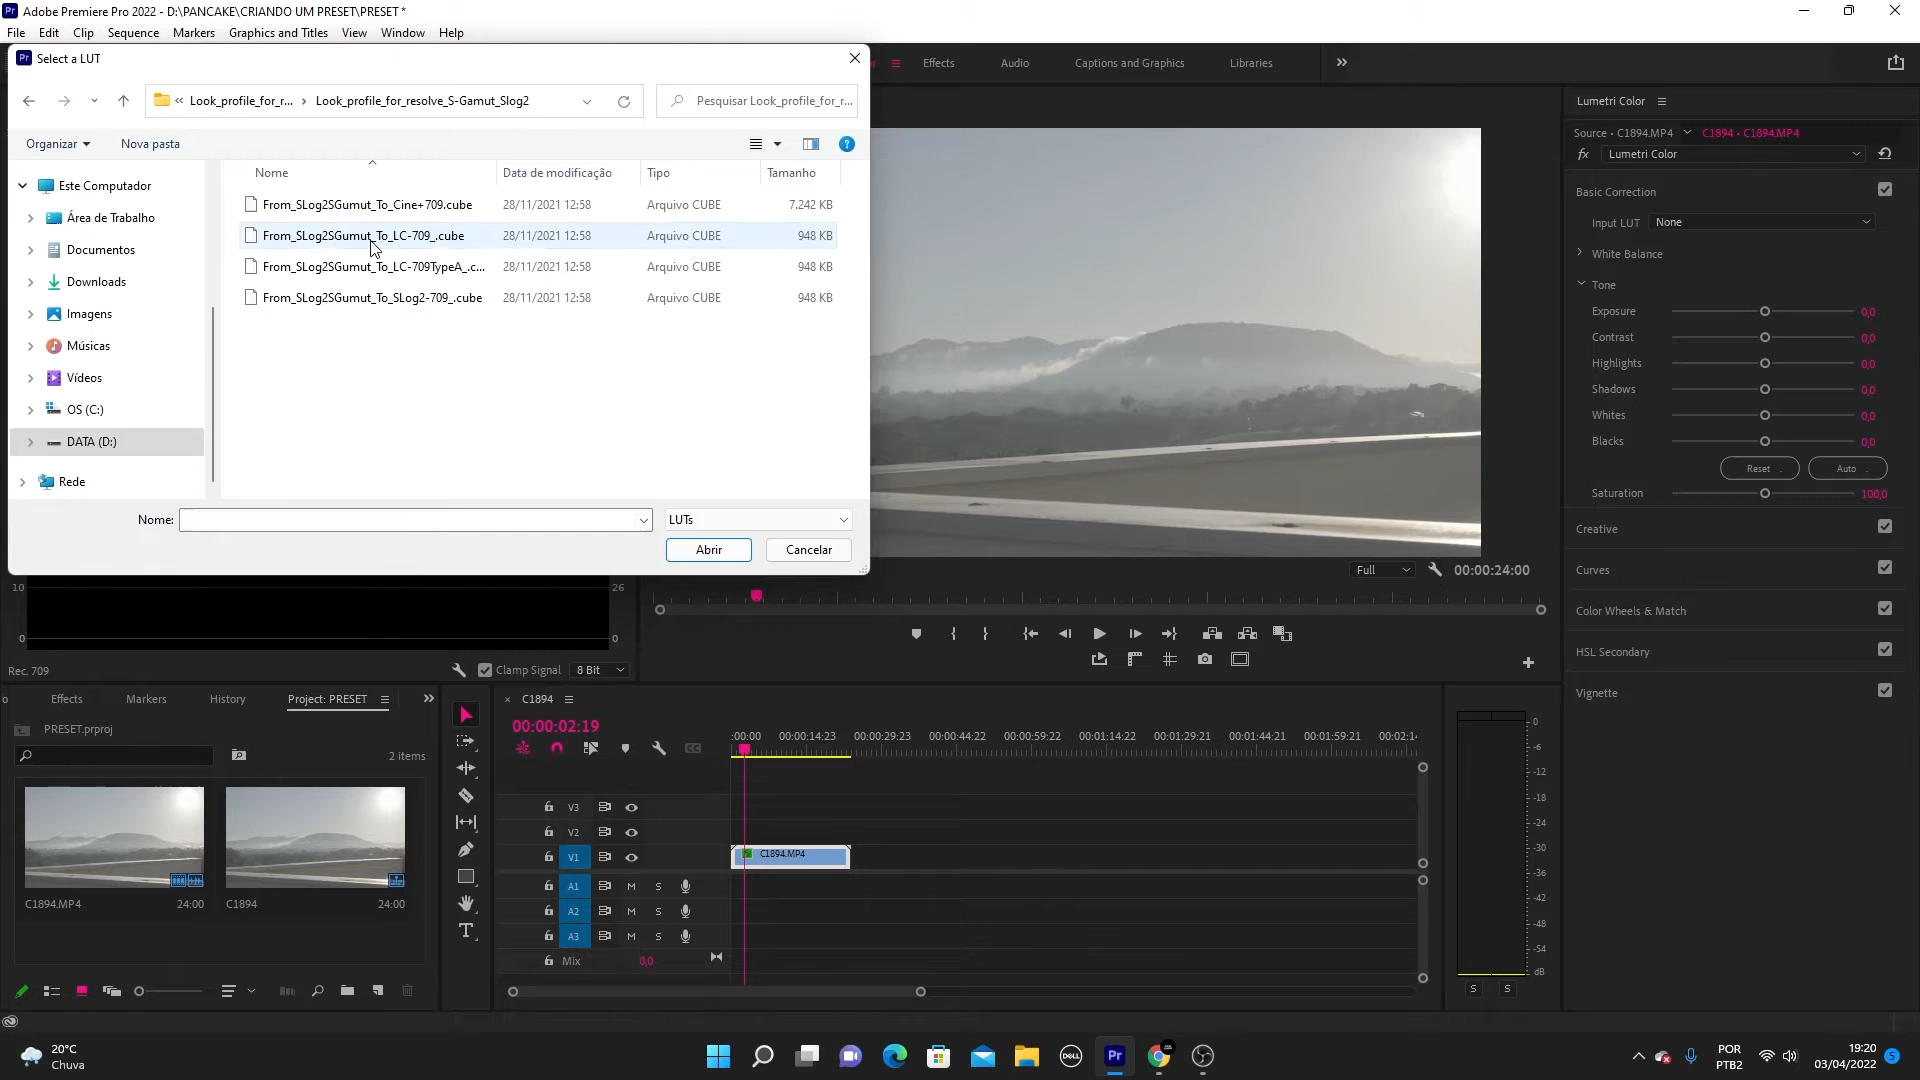 Adobe Premiere Pro 2022 - D:\PANCAKE\CRIANDO UM PRESET\PRESET *
File Edit Clip Sequence Markers Graphics and Titles View Window Help
Select a LUT
Effects Audio Captions and Graphics Libraries
« Look_profile_for_r... › Look_profile_for_resolve_S-Gamut_Slog2
Pesquisar Look_profile_for_r...
Organizar Nova pasta
Nome Data de modificação Tipo Tamanho
Este Computador
Área de Trabalho
Documentos
Downloads
Imagens
Músicas
Vídeos
OS (C:)
DATA (D:)
Rede
From_SLog2SGumut_To_Cine+709.cube 28/11/2021 12:58 Arquivo CUBE 7.242 KB
From_SLog2SGumut_To_LC-709_.cube 28/11/2021 12:58 Arquivo CUBE 948 KB
From_SLog2SGumut_To_LC-709TypeA_.c... 28/11/2021 12:58 Arquivo CUBE 948 KB
From_SLog2SGumut_To_SLog2-709_.cube 28/11/2021 12:58 Arquivo CUBE 948 KB
Nome: LUTs
Abrir Cancelar
Lumetri Color
Source • C1894.MP4 C1894 • C1894.MP4
fx Lumetri Color
Basic Correction
Input LUT None
White Balance
Tone
Exposure 0,0
Contrast 0,0
Highlights 0,0
Shadows 0,0
Whites 0,0
Blacks 0,0
Reset Auto
Saturation 100,0
Creative
Curves
Color Wheels & Match
HSL Secondary
Vignette
Full 00:00:24:00
10 26
0 0
Rec. 709 Clamp Signal 8 Bit
o Effects Markers History Project: PRESET
PRESET.prproj
2 items
C1894.MP4 24:00
C1894 24:00
C1894
00:00:02:19
:00:00 00:00:14:23 00:00:29:23 00:00:44:22 00:00:59:22 00:01:14:22 00:01:29:21 00:01:44:21 00:01:59:21 00:02:14
V3
V2
V1 C1894.MP4
A1 M S
A2 M S
A3 M S
Mix 0,0
0
-6
-12
-18
-24
-30
-36
-42
-48
-54
dB
S S
20°C
Chuva
DELL
Pr
POR
PTB2
19:20
03/04/2022
5